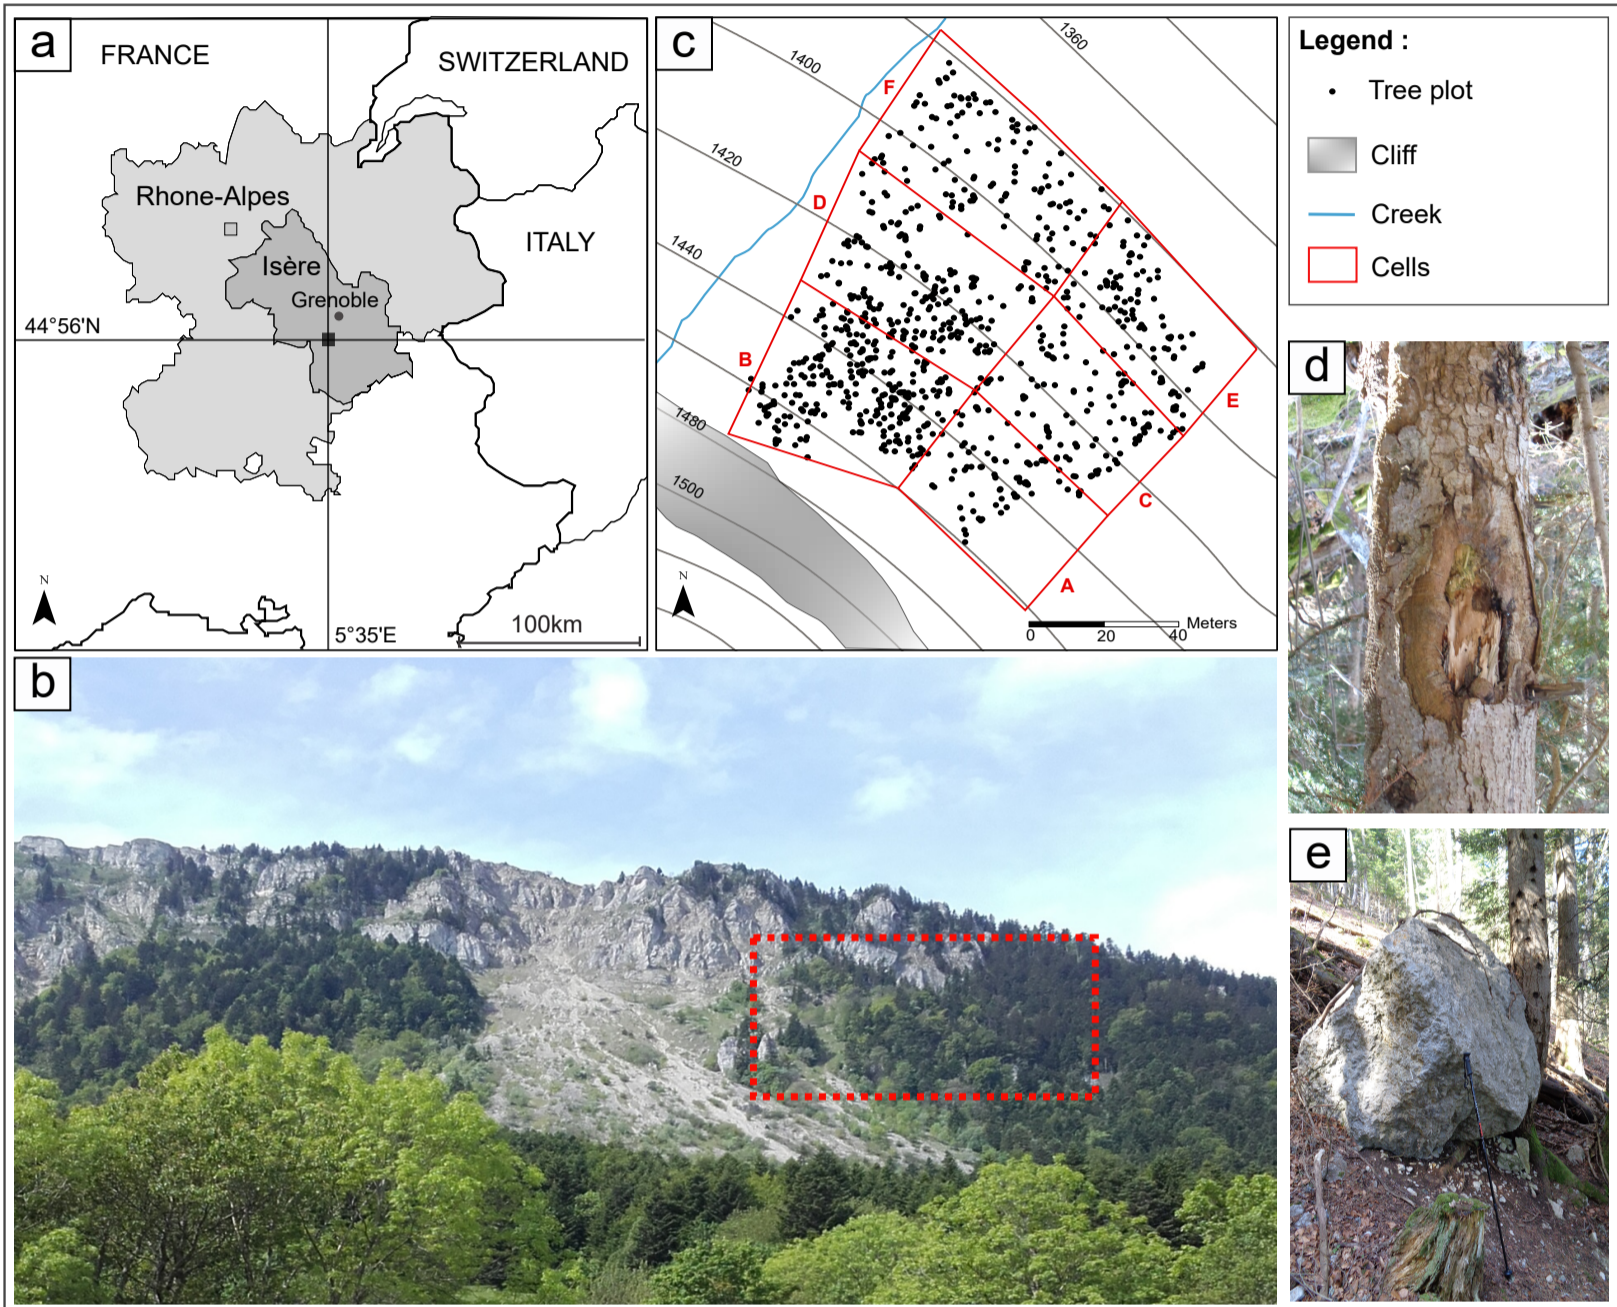 a
FRANCE
SWITZERLAND
Rhone-Alpes
ITALY
Isère
Grenoble
44°56'N
N
5°35'E
100km
c
1360
1400
F
1420
D
1440
B
1480
E
1500
C
A
N
0 20 40 Meters
Legend :
Tree plot
Cliff
Creek
Cells
d
b
e